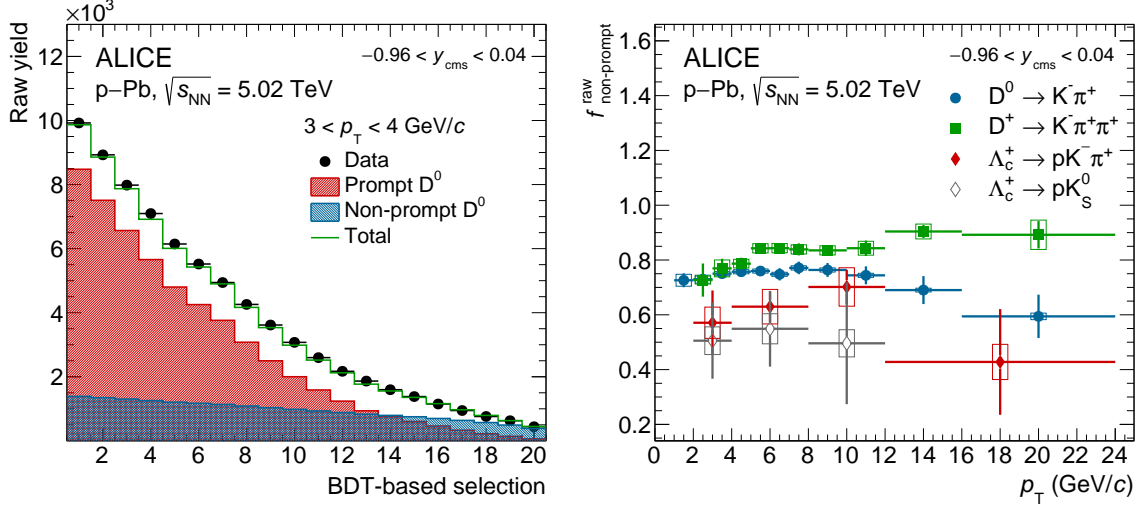 ×10³
Raw yield
ALICE
−0.96 < y_cms < 0.04
p−Pb, √s_NN = 5.02 TeV
3 < p_T < 4 GeV/c
Data
Prompt D⁰
Non-prompt D⁰
Total
12
10
8
6
4
2
2 4 6 8 10 12 14 16 18 20
BDT-based selection
f^raw_non-prompt
ALICE
−0.96 < y_cms < 0.04
p−Pb, √s_NN = 5.02 TeV
D⁰ → K⁻π⁺
D⁺ → K⁻π⁺π⁺
Λ_c⁺ → pK⁻π⁺
Λ_c⁺ → pK_S⁰
1.6
1.4
1.2
1.0
0.8
0.6
0.4
0.2
0 2 4 6 8 10 12 14 16 18 20 22 24
p_T (GeV/c)